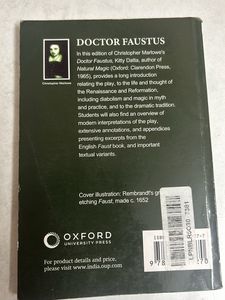 DOCTOR FAUSTUS
In this edition of Christopher Marlowe's
Doctor Faustus, Kitty Datta, author of
Natural Magic (Oxford: Clarendon Press,
1965), provides a long introduction
relating the play, to the life and thought of
the Renaissance and Reformation,
including diabolism and magic in myth
and practice, and to the dramatic tradition.
Students will also find an overview of
modern interpretations of the play,
extensive annotations, and appendices
presenting excerpts from the
English Faust book, and important
textual variants.
Christopher Marlowe
Cover illustration: Rembrandt's
etching Faust, made c. 1652
OXFORD
UNIVERSITY PRESS
For product details and price,
please visit www.india.oup.com
ISBN
9 78